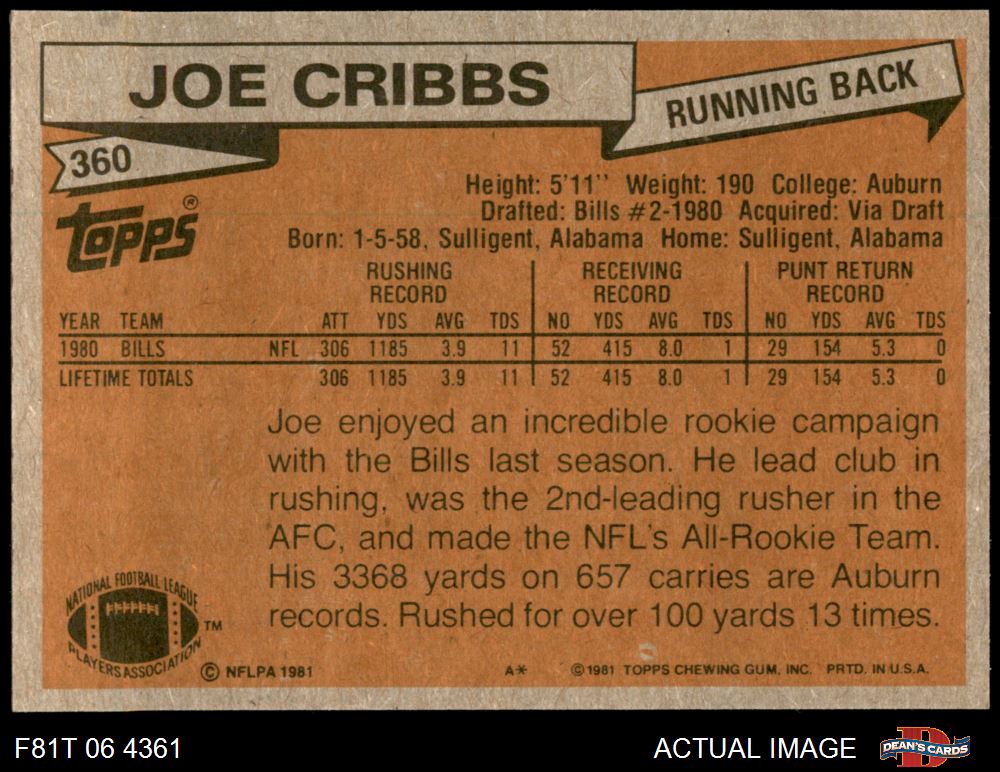 JOE CRIBBS
RUNNING BACK
360
TOPPS®
Height: 5'11" Weight: 190 College: Auburn
Drafted: Bills #2-1980 Acquired: Via Draft
Born: 1-5-58, Sulligent, Alabama Home: Sulligent, Alabama
RUSHING RECORD RECEIVING RECORD PUNT RETURN RECORD
YEAR TEAM ATT YDS AVG TDS NO YDS AVG TDS NO YDS AVG TDS
1980 BILLS NFL 306 1185 3.9 11 52 415 8.0 1 29 154 5.3 0
LIFETIME TOTALS 306 1185 3.9 11 52 415 8.0 1 29 154 5.3 0
Joe enjoyed an incredible rookie campaign
with the Bills last season. He lead club in
rushing, was the 2nd-leading rusher in the
AFC, and made the NFL's All-Rookie Team.
His 3368 yards on 657 carries are Auburn
records. Rushed for over 100 yards 13 times.
NATIONAL FOOTBALL LEAGUE
PLAYERS ASSOCIATION
TM
© NFLPA 1981 A* © 1981 TOPPS CHEWING GUM, INC. PRTD. IN U.S.A.
F81T 06 4361 ACTUAL IMAGE D DEAN'S CARDS